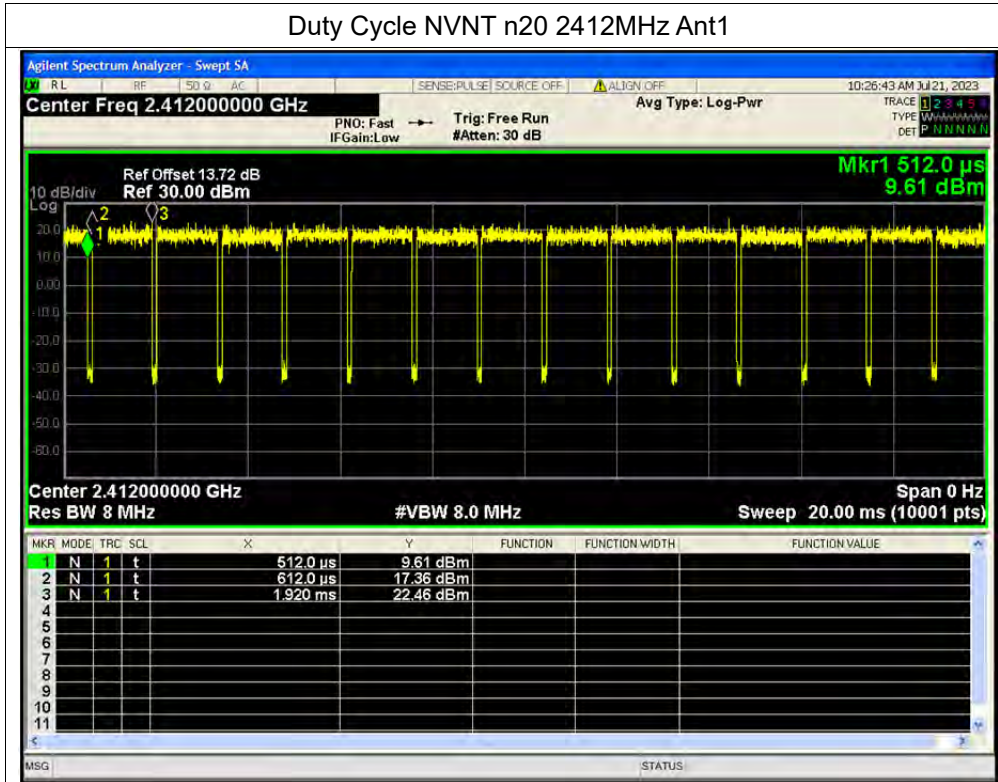 Duty Cycle NVNT n20 2412MHz Ant1
Agilent Spectrum Analyzer - Swept SA
RL RF 50 Ω AC SENSE:PULSE SOURCE OFF ALIGN OFF 10:26:43 AM Jul 21, 2023
Center Freq 2.412000000 GHz Avg Type: Log-Pwr TRACE 1 2 3 4 5 6
PNO: Fast Trig: Free Run TYPE W
IFGain:Low #Atten: 30 dB DET P N N N N N
Mkr1 512.0 µs
Ref Offset 13.72 dB 9.61 dBm
10 dB/div Ref 30.00 dBm
Log
2 3
20.0 1
10.0
0.00
-10.0
-20.0
-30.0
-40.0
-50.0
-60.0
Center 2.412000000 GHz Span 0 Hz
Res BW 8 MHz #VBW 8.0 MHz Sweep 20.00 ms (10001 pts)
MKR MODE TRC SCL X Y FUNCTION FUNCTION WIDTH FUNCTION VALUE
1 N 1 t 512.0 µs 9.61 dBm
2 N 1 t 612.0 µs 17.36 dBm
3 N 1 t 1.920 ms 22.46 dBm
4
5
6
7
8
9
10
11
MSG STATUS